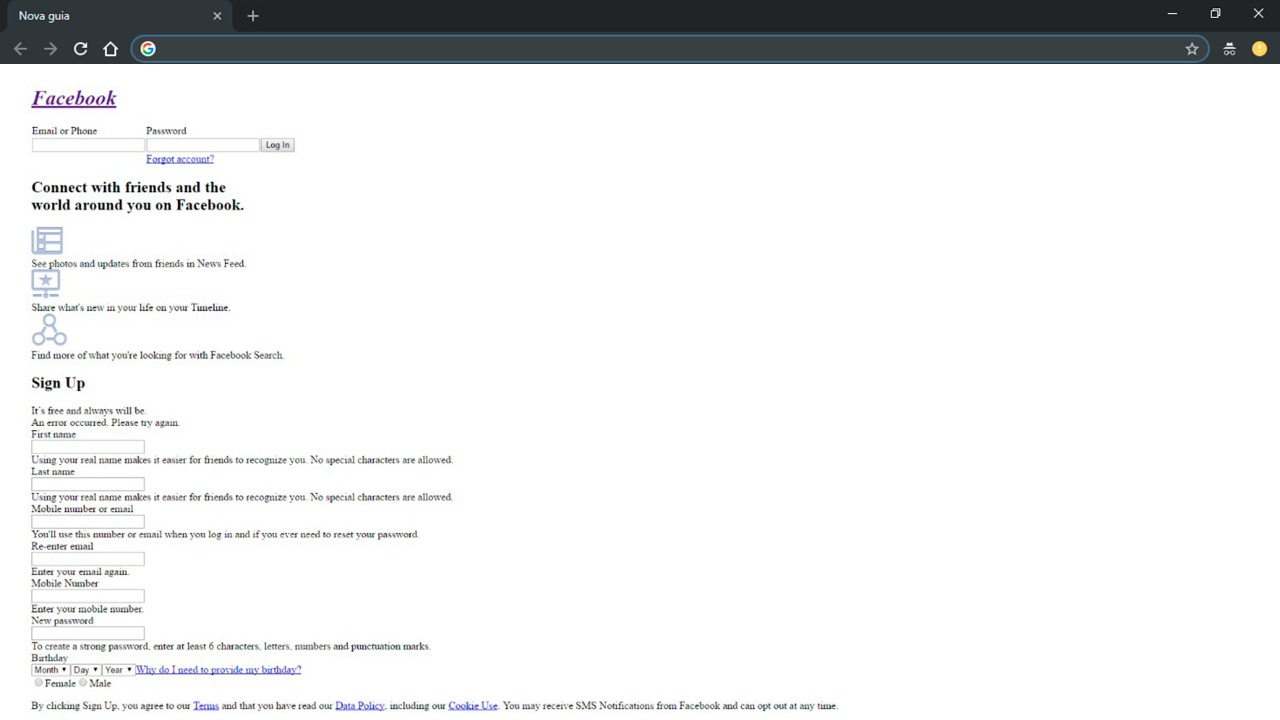 Nova guia
Facebook
Email or Phone Password
Log In
Forgot account?
Connect with friends and the
world around you on Facebook.
See photos and updates from friends in News Feed.
Share what's new in your life on your Timeline.
Find more of what you're looking for with Facebook Search.
Sign Up
It's free and always will be.
An error occurred. Please try again.
First name
Using your real name makes it easier for friends to recognize you. No special characters are allowed.
Last name
Using your real name makes it easier for friends to recognize you. No special characters are allowed.
Mobile number or email
You'll use this number or email when you log in and if you ever need to reset your password.
Re-enter email
Enter your email again.
Mobile Number
Enter your mobile number.
New password
To create a strong password, enter at least 6 characters, letters, numbers and punctuation marks.
Birthday
Month Day Year Why do I need to provide my birthday?
Female Male
By clicking Sign Up, you agree to our Terms and that you have read our Data Policy, including our Cookie Use. You may receive SMS Notifications from Facebook and can opt out at any time.